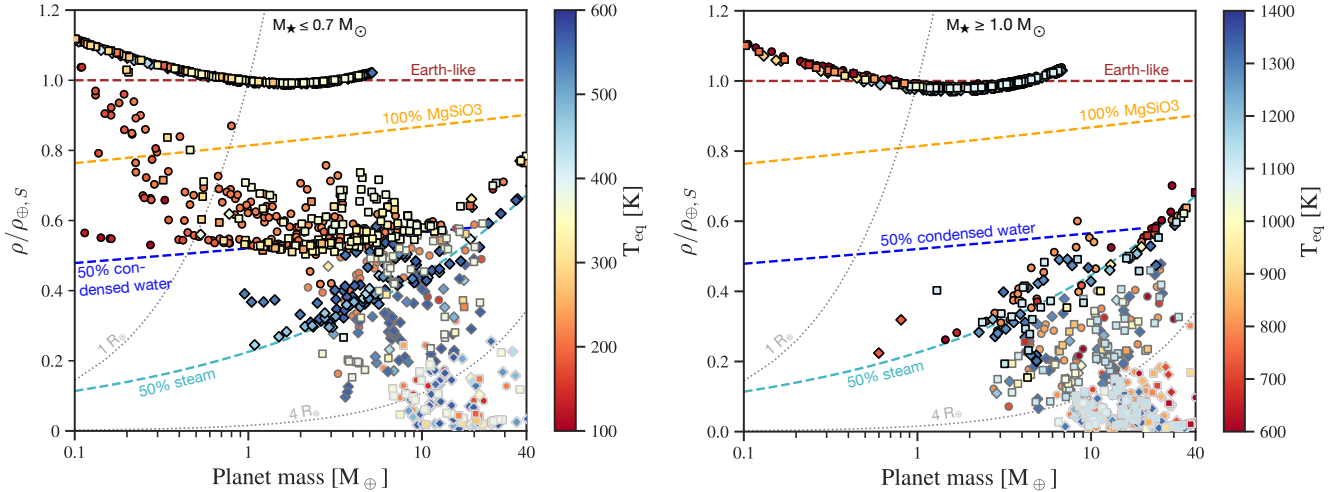 M★ ≤ 0.7 M⊙
1.2
1.0
0.8
0.6
0.4
0.2
0
ρ/ρ⊕,S
Earth-like
100% MgSiO3
50% con-
densed water
1 R⊕
50% steam
4 R⊕
0.1
1
10
40
Planet mass [M⊕]
600
500
400
300
200
100
Teq [K]
M★ ≥ 1.0 M⊙
1.2
1.0
0.8
0.6
0.4
0.2
0.0
ρ/ρ⊕,S
Earth-like
100% MgSiO3
50% condensed water
1 R⊕
50% steam
4 R⊕
0.1
1
10
40
Planet mass [M⊕]
1400
1300
1200
1100
1000
900
800
700
600
Teq [K]